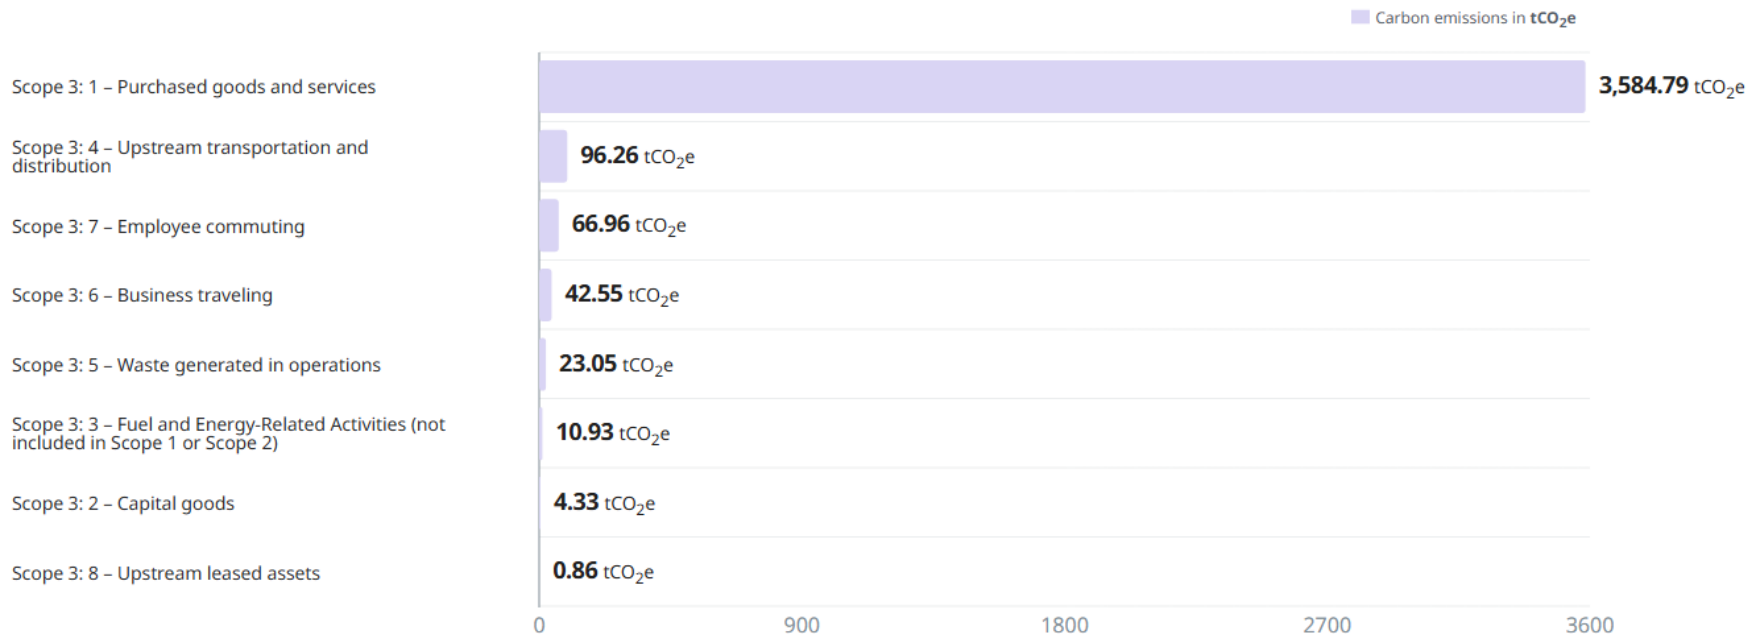 Carbon emissions in tCO₂e
Scope 3: 1 – Purchased goods and services
3,584.79 tCO₂e
Scope 3: 4 – Upstream transportation and
distribution
96.26 tCO₂e
Scope 3: 7 – Employee commuting
66.96 tCO₂e
Scope 3: 6 – Business traveling
42.55 tCO₂e
Scope 3: 5 – Waste generated in operations
23.05 tCO₂e
Scope 3: 3 – Fuel and Energy-Related Activities (not
included in Scope 1 or Scope 2)
10.93 tCO₂e
Scope 3: 2 – Capital goods
4.33 tCO₂e
Scope 3: 8 – Upstream leased assets
0.86 tCO₂e
0 900 1800 2700 3600